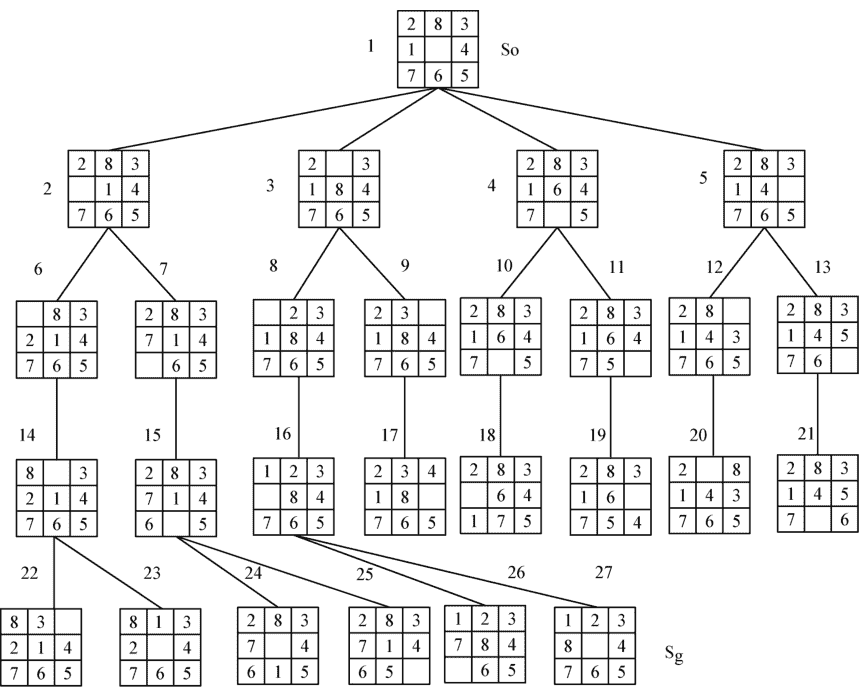 2 8 3
1 1 4 So
7 6 5
2 8 3 2 3 2 8 3 2 8 3
2 1 4 3 1 8 4 4 1 6 4 5 1 4
7 6 5 7 6 5 7 5 7 6 5
6 7 8 9 10 11 12 13
8 3 2 8 3 2 3 2 3 2 8 3 2 8 3 2 8 2 8 3
2 1 4 7 1 4 1 8 4 1 8 4 1 6 4 1 6 4 1 4 3 1 4 5
7 6 5 6 5 7 6 5 7 6 5 7 5 7 5 7 6 5 7 6
14 15 16 17 18 19 20 21
8 3 2 8 3 1 2 3 2 3 4 2 8 3 2 8 3 2 8 2 8 3
2 1 4 7 1 4 8 4 1 8 6 4 1 6 1 4 3 1 4 5
7 6 5 6 5 7 6 5 7 6 5 1 7 5 7 5 4 7 6 5 7 6
22 23 24 25 26 27
8 3 8 1 3 2 8 3 2 8 3 1 2 3 1 2 3
2 1 4 2 4 7 4 7 1 4 7 8 4 8 4 Sg
7 6 5 7 6 5 6 1 5 6 5 6 5 7 6 5